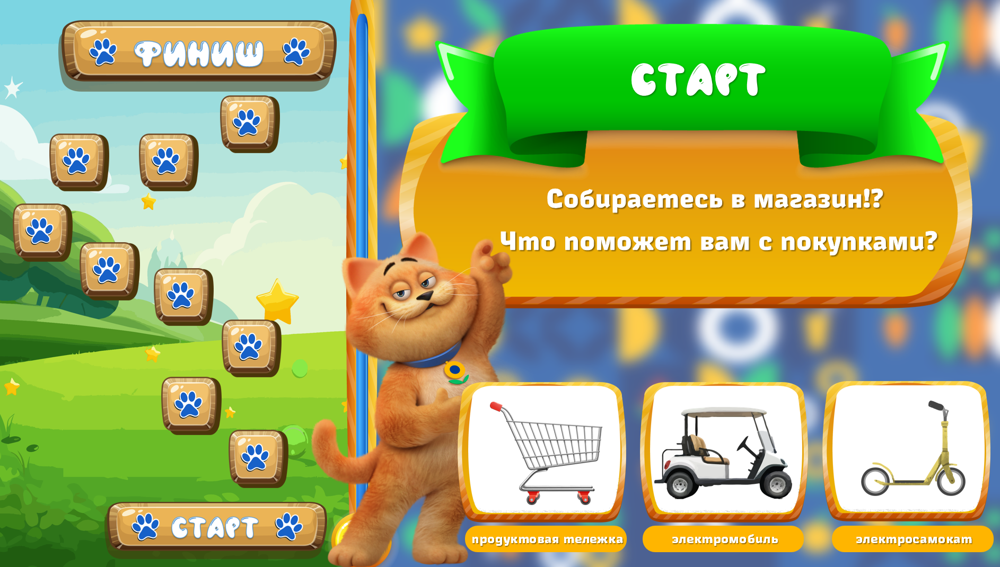 ФИНИШ
СТАРТ
СТАРТ
Собираетесь в магазин!?
Что поможет вам с покупками?
продуктовая тележка
электромобиль
электросамокат